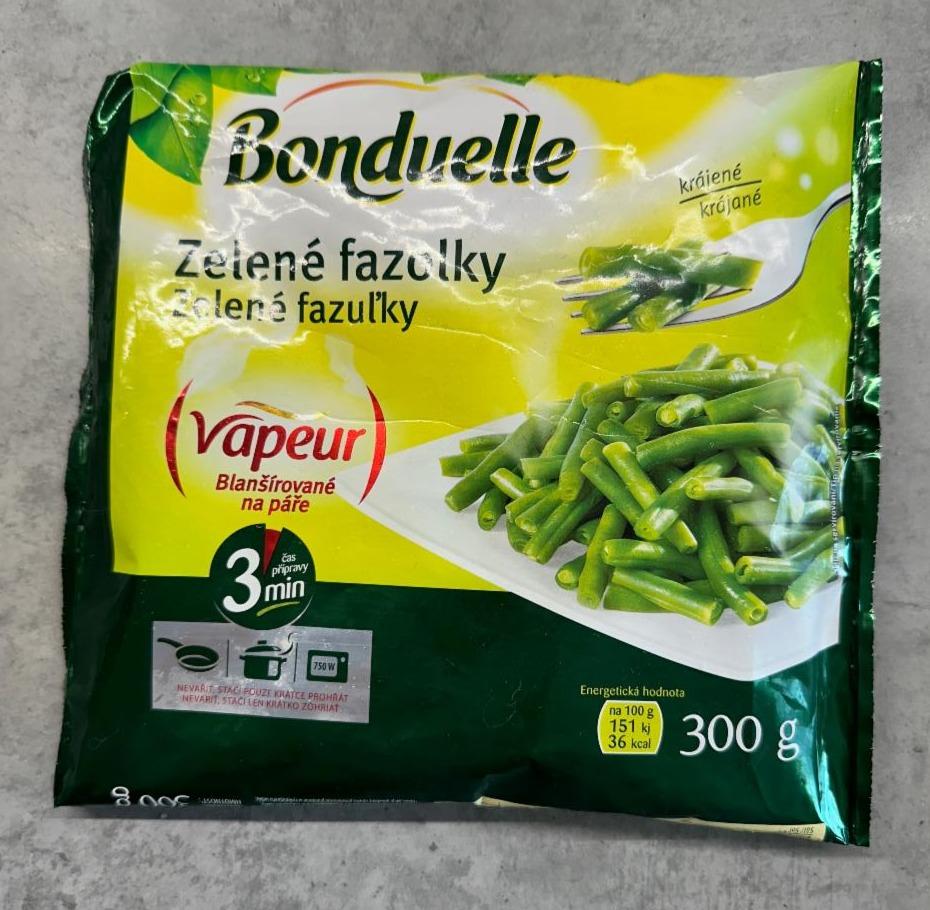 Bonduelle
krájené
krájané
Zelené fazolky
Zelené fazuľky
Vapeur
Blanšírované
na páře
3 min
čas
přípravy
750 W
NEVAŘIT, STAČÍ POUZE KRÁTCE PROHŘÁT
NEVARIŤ, STAČÍ LEN KRÁTKO ZOHRIAŤ
Energetická hodnota
na 100 g
151 kj
36 kcal
300 g